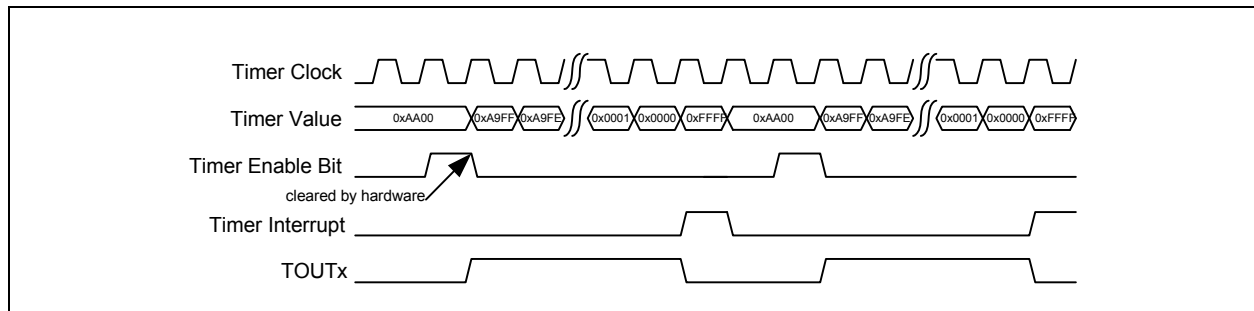 Timer Clock
Timer Value 0xAA00 0xA9FF 0xA9FE 0x0001 0x0000 0xFFFF 0xAA00 0xA9FF 0xA9FE 0x0001 0x0000 0xFFFF
Timer Enable Bit
cleared by hardware
Timer Interrupt
TOUTx